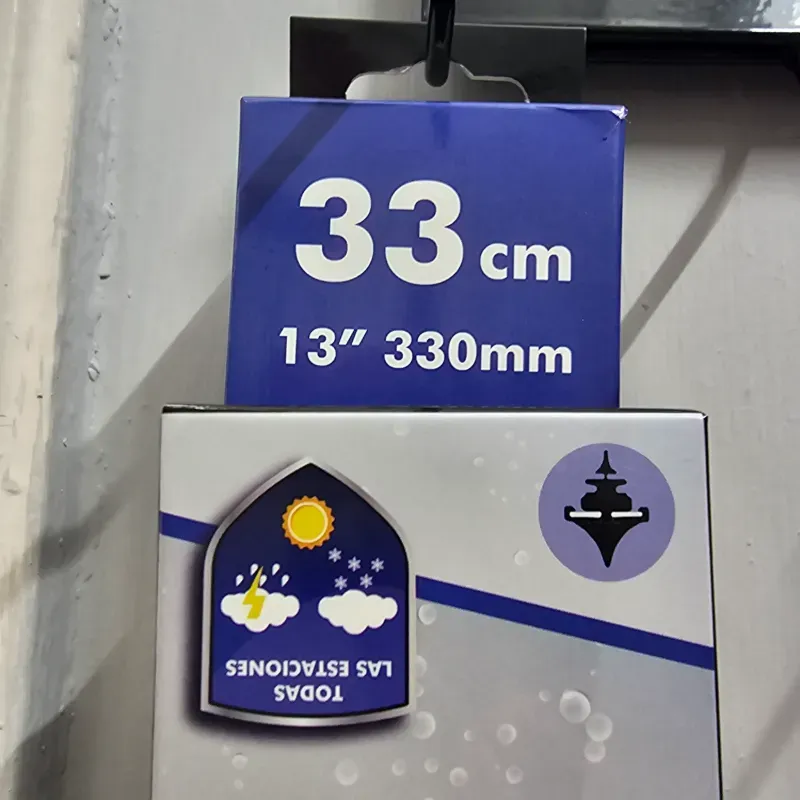 33 cm
13" 330mm
TODAS
LAS ESTACIONES